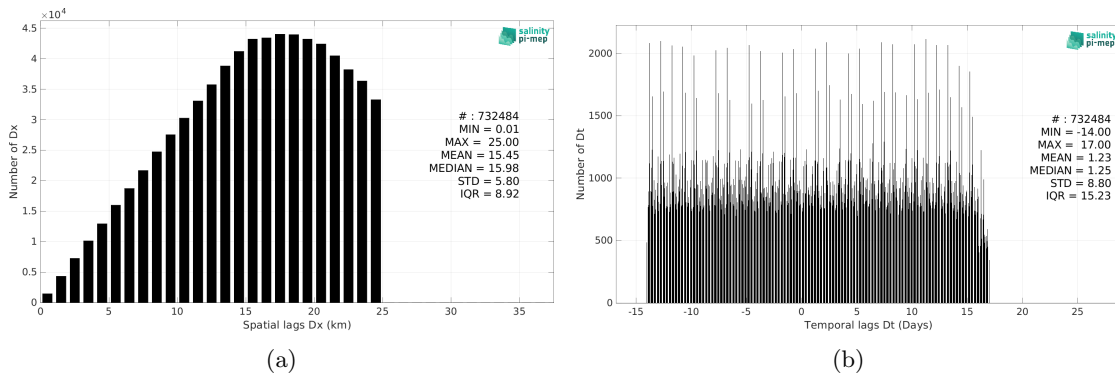 ×10⁴
4.5
4
3.5
3
2.5
2
1.5
1
0.5
0
Number of Dx
0 5 10 15 20 25 30 35
Spatial lags Dx (km)
salinity
pi-mep
# : 732484
MIN = 0.01
MAX = 25.00
MEAN = 15.45
MEDIAN = 15.98
STD = 5.80
IQR = 8.92
(a)
2000
1500
1000
500
0
Number of Dt
-15 -10 -5 0 5 10 15 20 25
Temporal lags Dt (Days)
salinity
pi-mep
# : 732484
MIN = -14.00
MAX = 17.00
MEAN = 1.23
MEDIAN = 1.25
STD = 8.80
IQR = 15.23
(b)